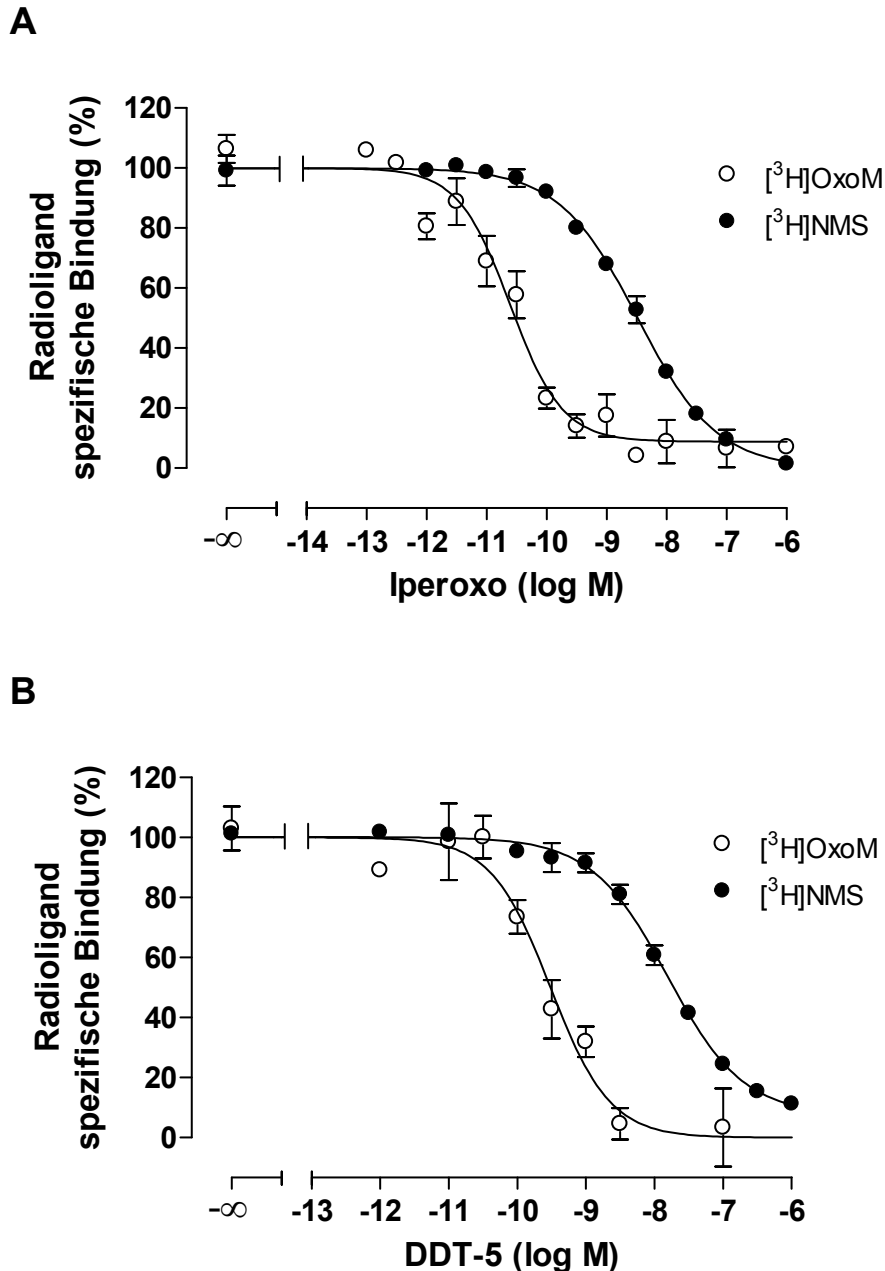 A
Radioligand
spezifische Bindung (%)
120
100
80
60
40
20
0
[³H]OxoM
[³H]NMS
-∞ -14 -13 -12 -11 -10 -9 -8 -7 -6
Iperoxo (log M)
B
Radioligand
spezifische Bindung (%)
120
100
80
60
40
20
0
[³H]OxoM
[³H]NMS
-∞ -13 -12 -11 -10 -9 -8 -7 -6
DDT-5 (log M)